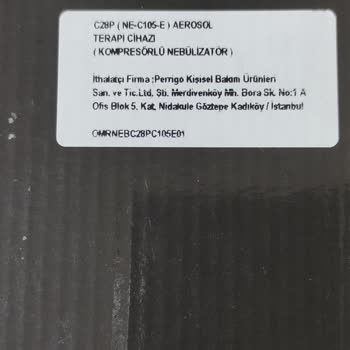 C28P ( NE-C105-E ) AEROSOL
TERAPİ CİHAZI
( KOMPRESÖRLÜ NEBÜLİZATÖR )
İthalatçı Firma ;Perrigo Kişisel Bakım Ürünleri
San. ve Tic.Ltd. Şti. Merdivenköy Mh. Bora Sk. No:1 A
Ofis Blok 5. Kat, Nidakule Göztepe Kadıköy / İstanbul
OMRNEBC28PC105E01